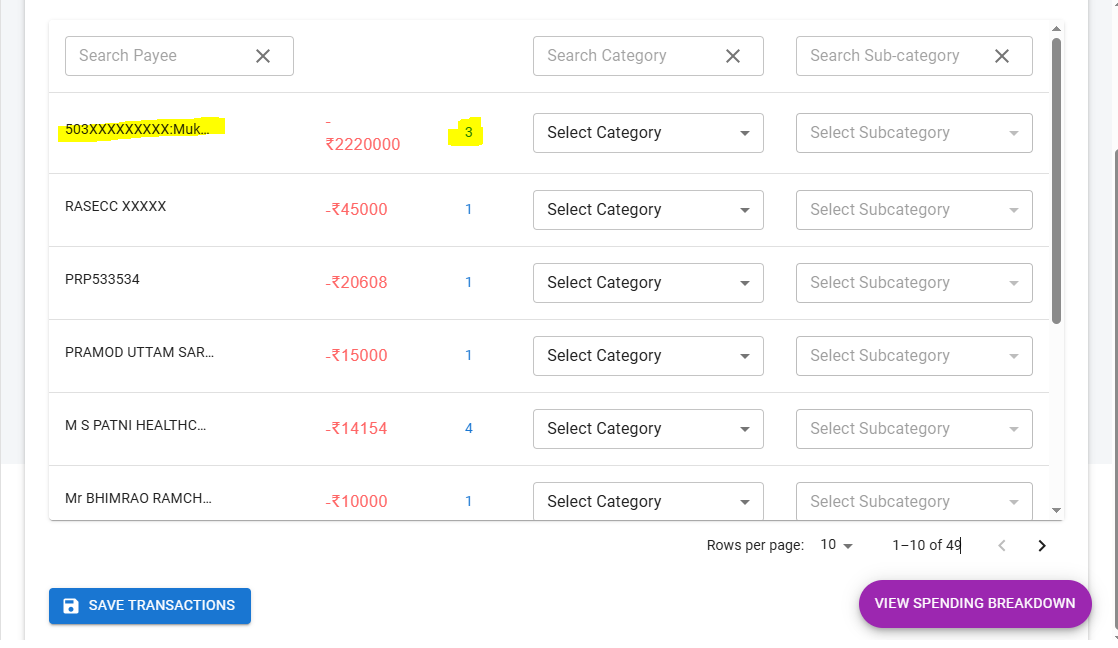 Search Payee Search Category Search Sub-category
503XXXXXXXXX:Muk... -₹2220000 3 Select Category Select Subcategory
RASECC XXXXX -₹45000 1 Select Category Select Subcategory
PRP533534 -₹20608 1 Select Category Select Subcategory
PRAMOD UTTAM SAR... -₹15000 1 Select Category Select Subcategory
M S PATNI HEALTHC... -₹14154 4 Select Category Select Subcategory
Mr BHIMRAO RAMCH... -₹10000 1 Select Category Select Subcategory
Rows per page: 10 1–10 of 49
SAVE TRANSACTIONS VIEW SPENDING BREAKDOWN